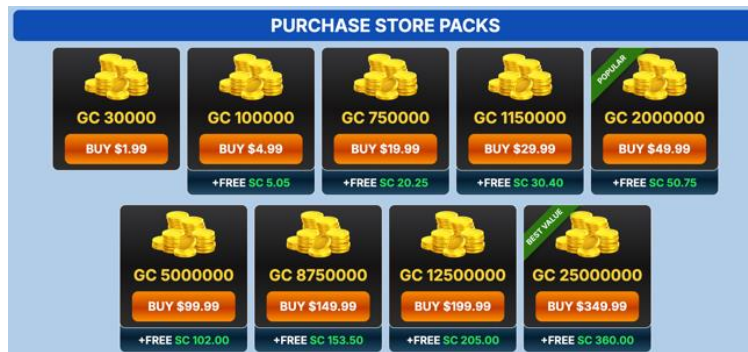 PURCHASE STORE PACKS
POPULAR
GC 30000 GC 100000 GC 750000 GC 1150000 GC 2000000
BUY $1.99 BUY $4.99 BUY $19.99 BUY $29.99 BUY $49.99
+FREE SC 5.05 +FREE SC 20.25 +FREE SC 30.40 +FREE SC 50.75
BEST VALUE
GC 5000000 GC 8750000 GC 12500000 GC 25000000
BUY $99.99 BUY $149.99 BUY $199.99 BUY $349.99
+FREE SC 102.00 +FREE SC 153.50 +FREE SC 205.00 +FREE SC 360.00